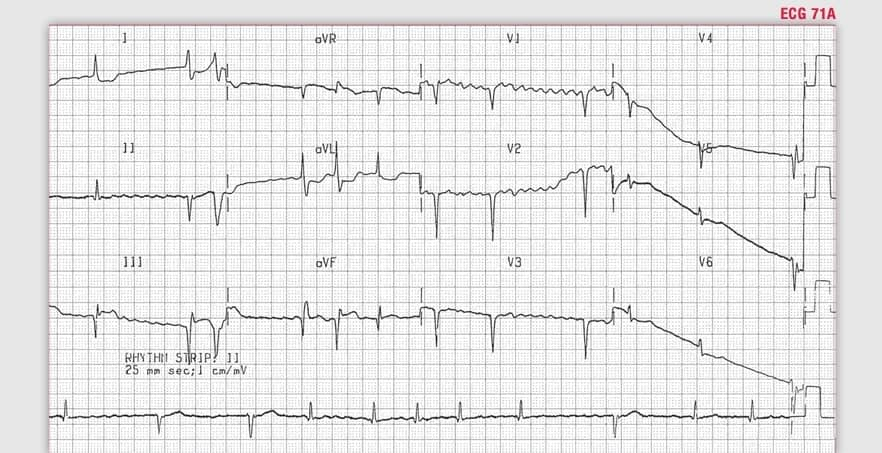 ECG 71A
I aVR V1 V4
II aVL V2 V5
III aVF V3 V6
RHYTHM STRIP: II
25 mm sec;1 cm/mV